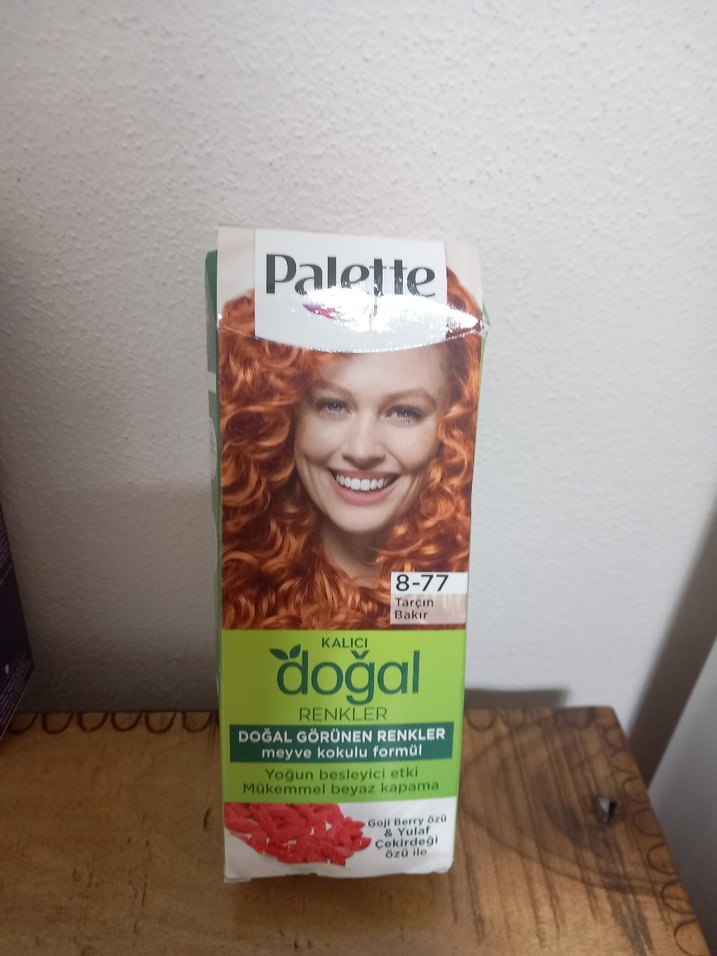 Palette
8-77
Tarçın
Bakır
KALICI
doğal
RENKLER
DOĞAL GÖRÜNEN RENKLER
meyve kokulu formül
Yoğun besleyici etki
Mükemmel beyaz kapama
Goji Berry özü
& Yulaf
Çekirdeği
özü ile